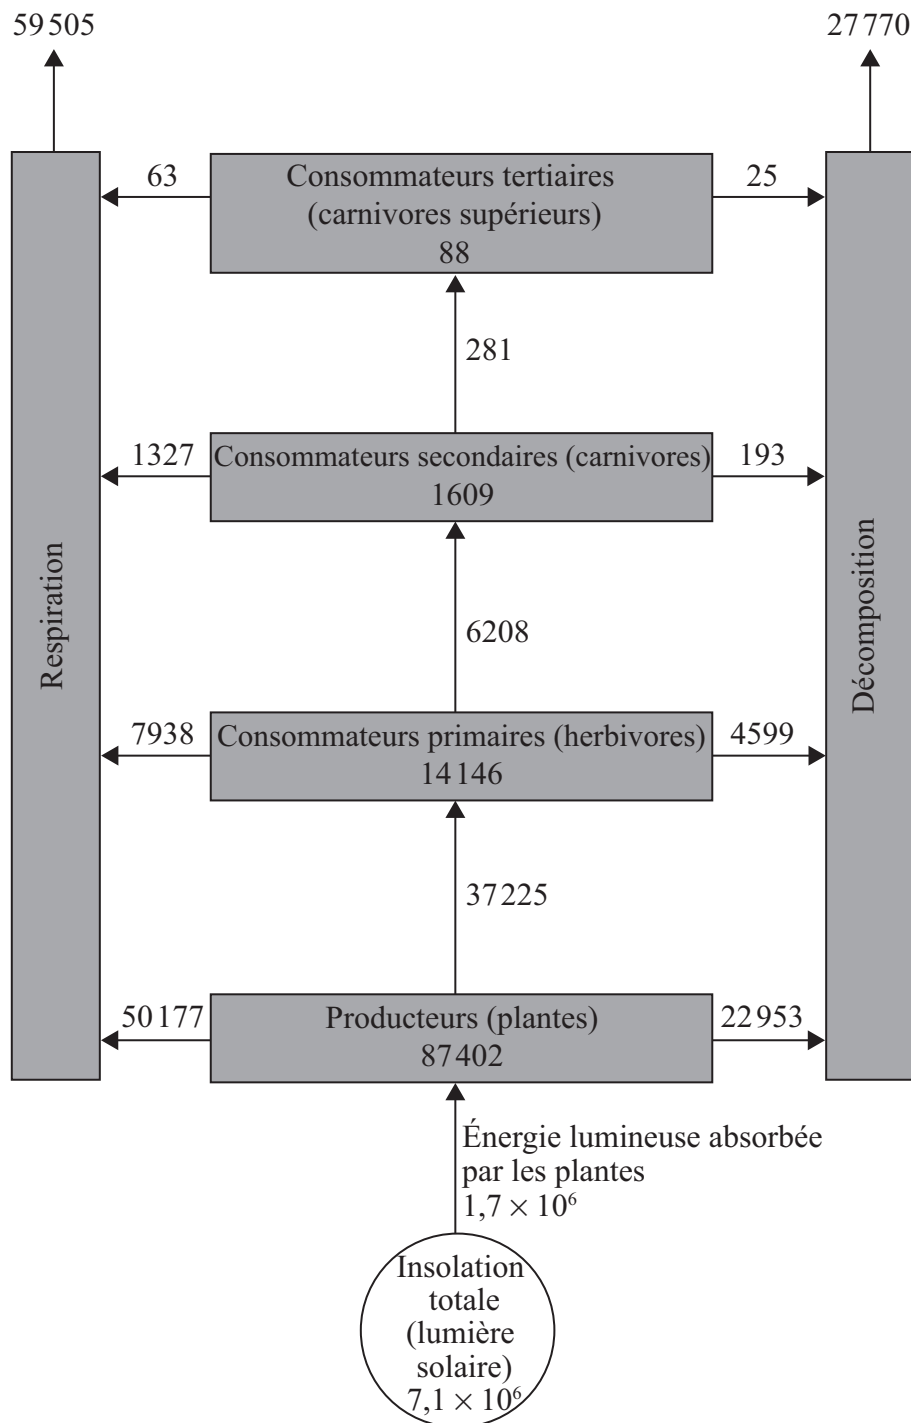 59 505
27 770
63
Consommateurs tertiaires
(carnivores supérieurs)
88
25
281
1327
Consommateurs secondaires (carnivores)
1609
193
Respiration
Décomposition
6208
7938
Consommateurs primaires (herbivores)
14 146
4599
37 225
50 177
Producteurs (plantes)
87 402
22 953
Énergie lumineuse absorbée
par les plantes
1,7 × 10⁶
Insolation
totale
(lumière
solaire)
7,1 × 10⁶